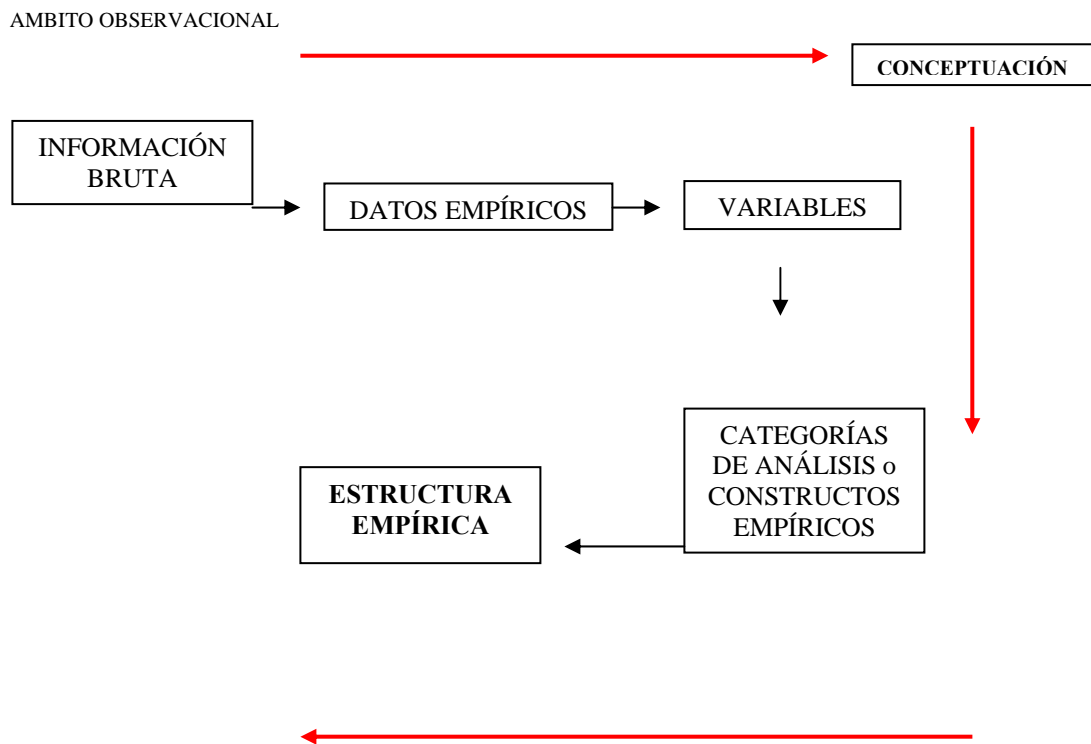 AMBITO OBSERVACIONAL
CONCEPTUACIÓN
INFORMACIÓN
BRUTA
DATOS EMPÍRICOS
VARIABLES
CATEGORÍAS
DE ANÁLISIS o
CONSTRUCTOS
EMPÍRICOS
ESTRUCTURA
EMPÍRICA